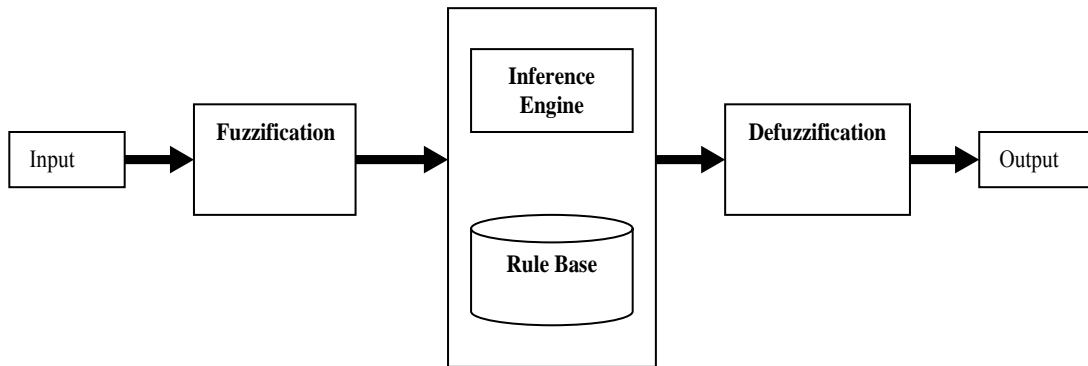 Input
Fuzzification
Inference
Engine
Rule Base
Defuzzification
Output